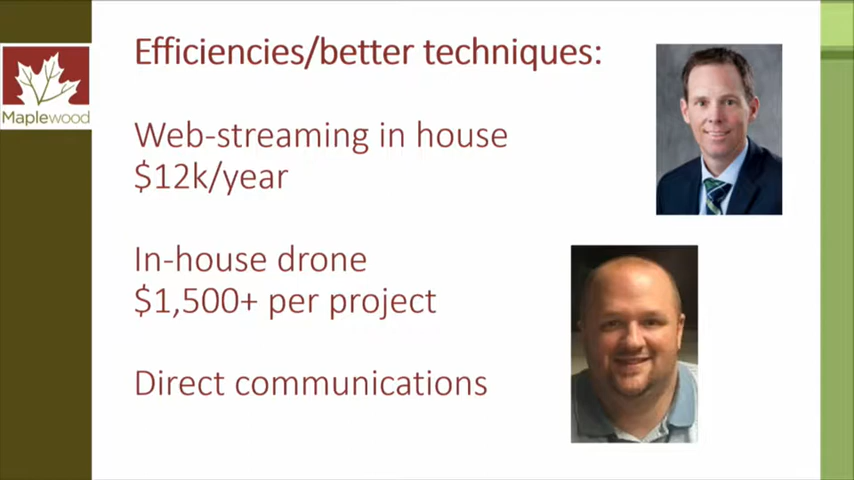 Efficiencies/better techniques:
Maplewood
Web-streaming in house
$12k/year
In-house drone
$1,500+ per project
Direct communications